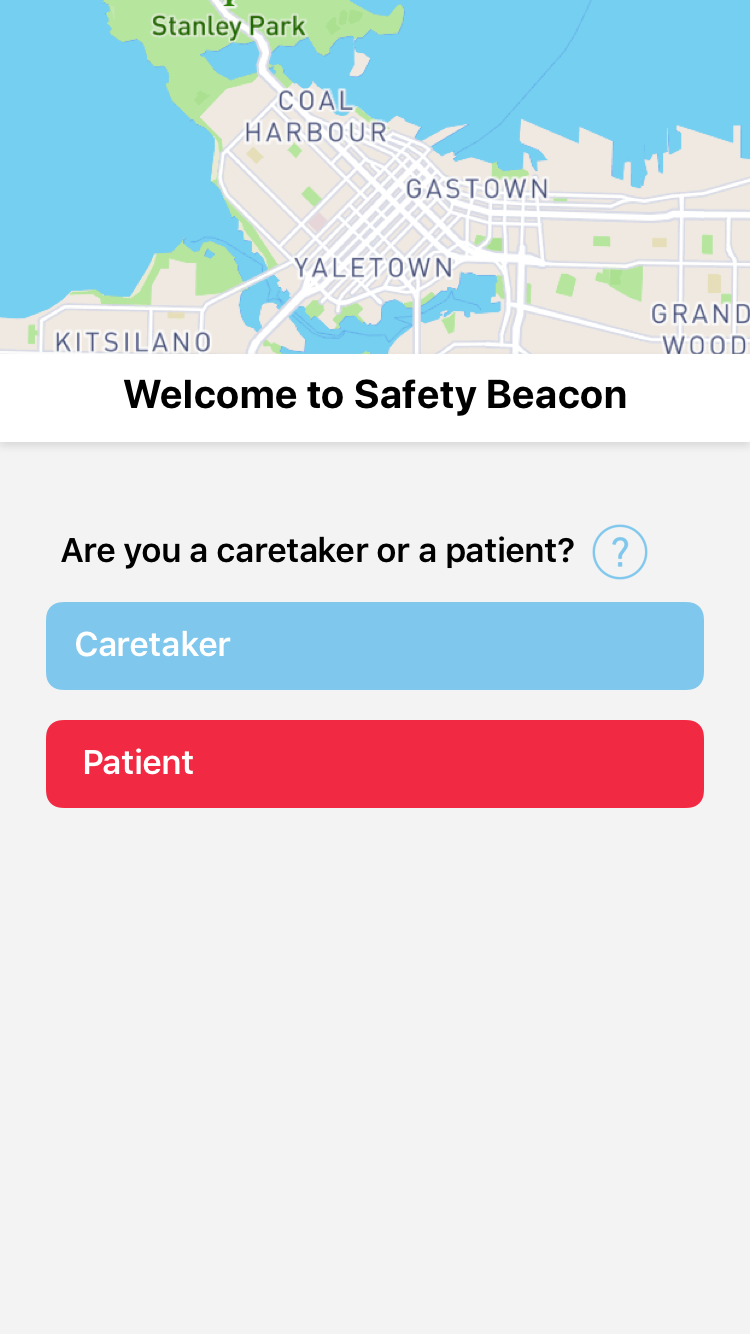 Stanley Park
COAL
HARBOUR
GASTOWN
YALETOWN
GRAND
KITSILANO
WOOD
Welcome to Safety Beacon
Are you a caretaker or a patient? ?
Caretaker
Patient